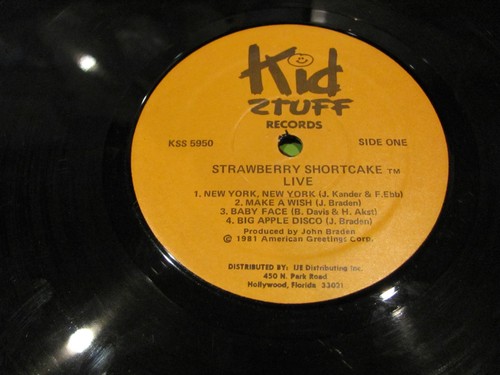 Kid
Stuff
RECORDS
KSS 5950 SIDE ONE
STRAWBERRY SHORTCAKE TM
LIVE
1. NEW YORK, NEW YORK (J. Kander & F. Ebb)
2. MAKE A WISH (J. Braden)
3. BABY FACE (B. Davis & H. Akst)
4. BIG APPLE DISCO (J. Braden)
Produced by John Braden
© 1981 American Greetings Corp.
DISTRIBUTED BY: IJE Distributing Inc.
450 N. Park Road
Hollywood, Florida 33021